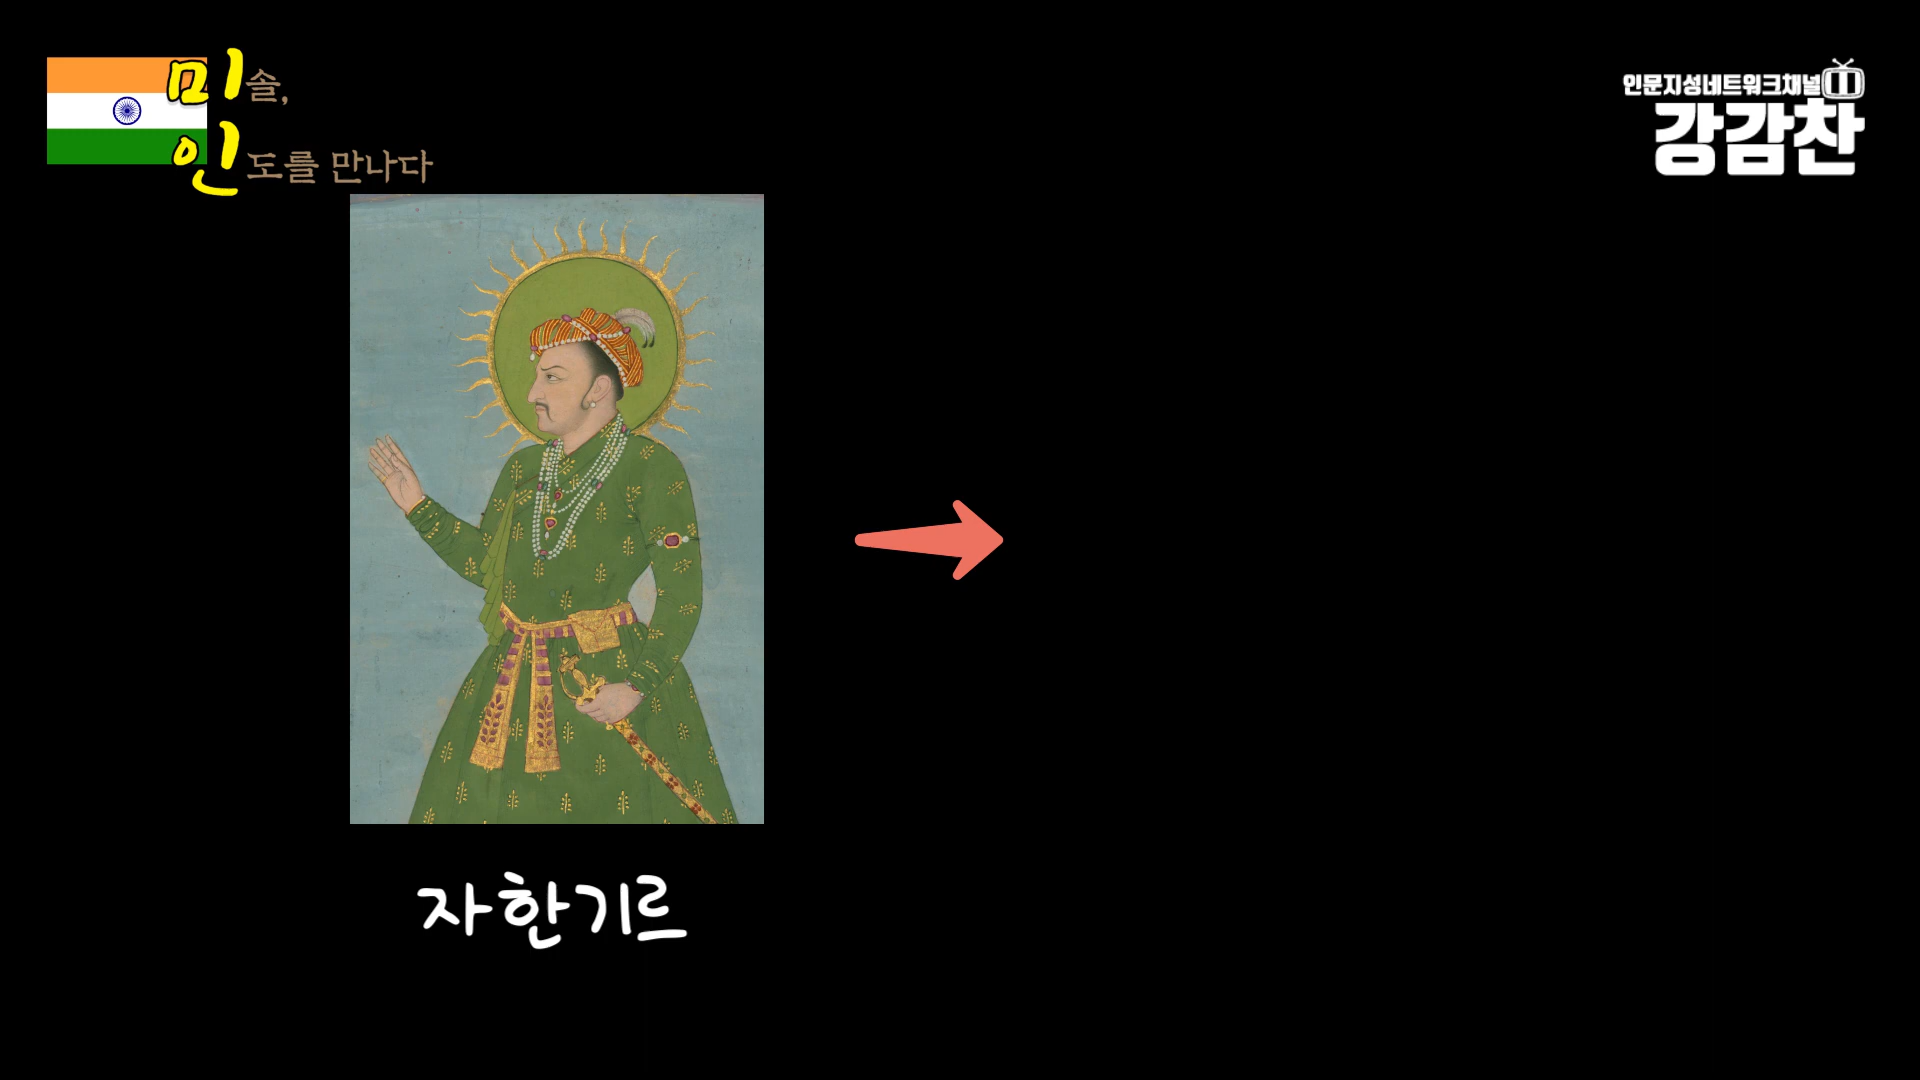 미솔,
인도를 만나다
인문지성네트워크채널
강감찬
자한기르